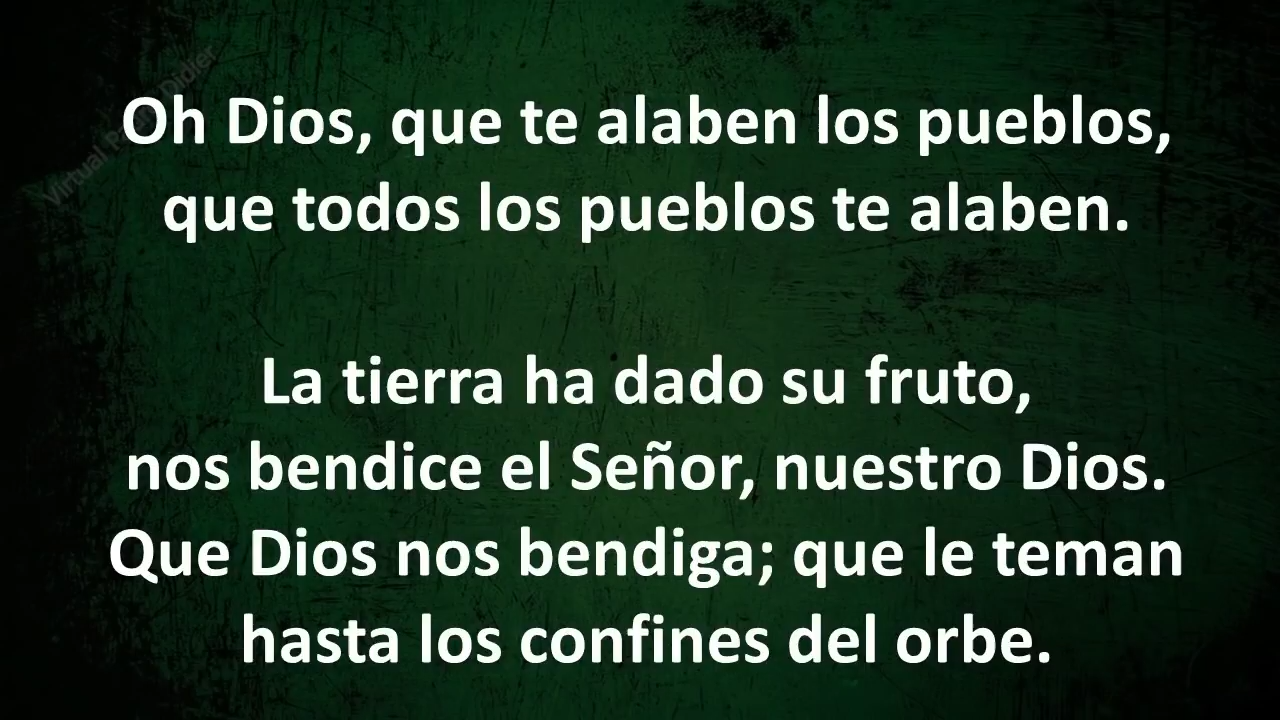 Oh Dios, que te alaben los pueblos,
que todos los pueblos te alaben.
La tierra ha dado su fruto,
nos bendice el Señor, nuestro Dios.
Que Dios nos bendiga; que le teman
hasta los confines del orbe.